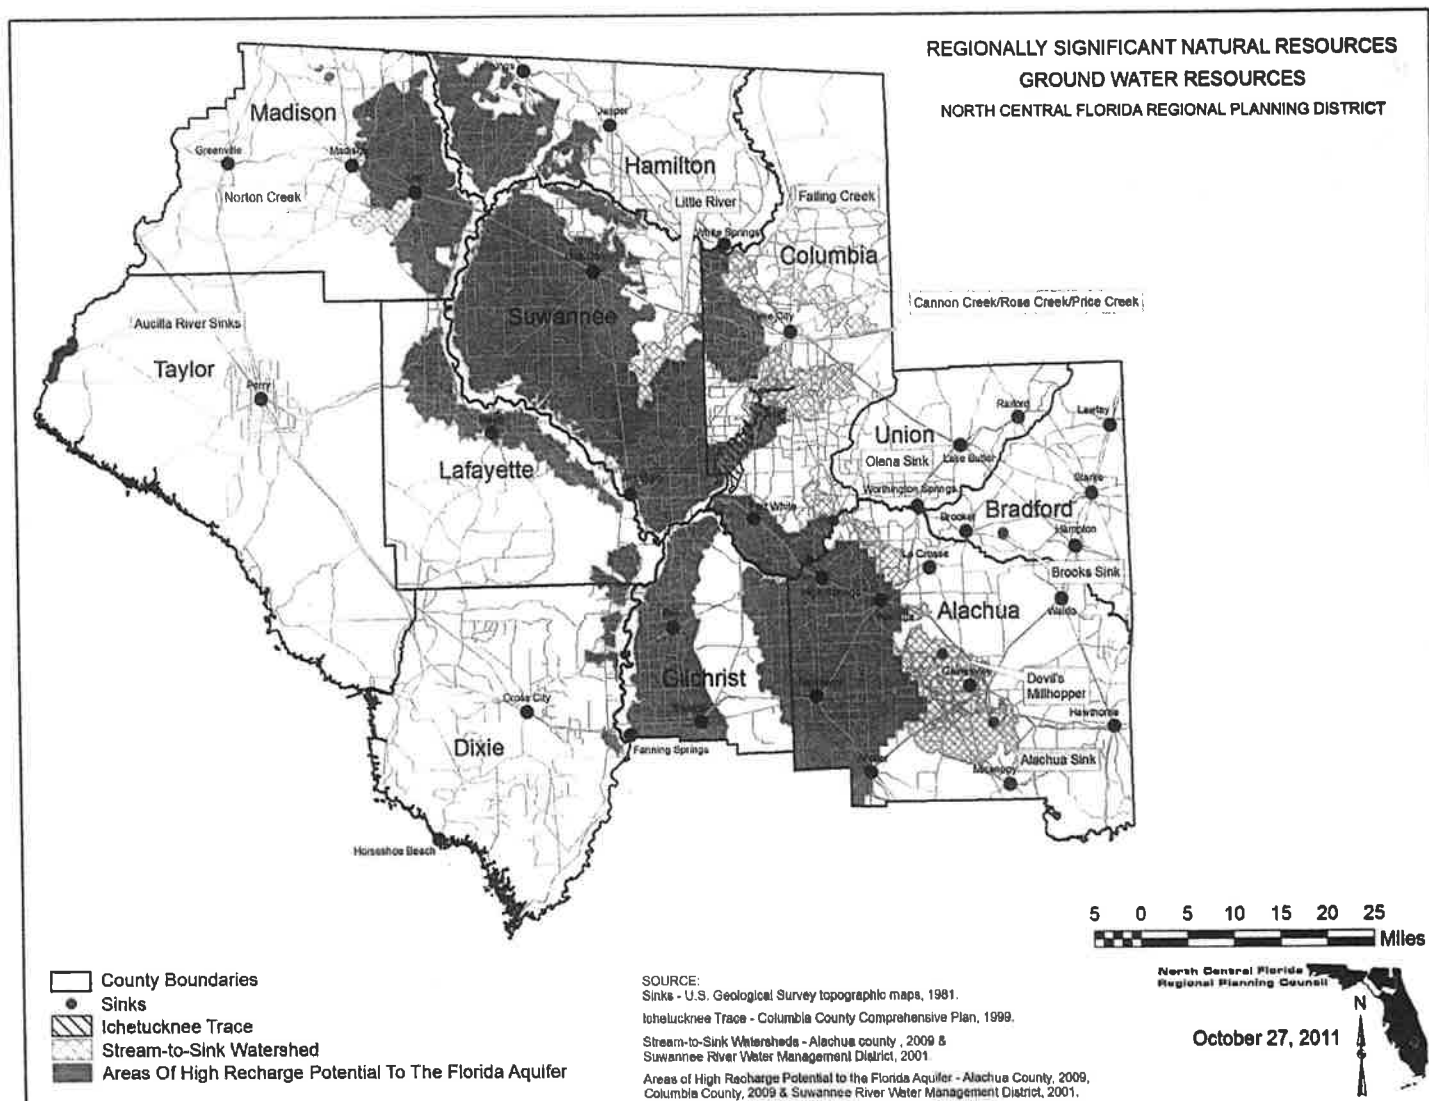 REGIONALLY SIGNIFICANT NATURAL RESOURCES
GROUND WATER RESOURCES
NORTH CENTRAL FLORIDA REGIONAL PLANNING DISTRICT
Madison
Jasper
Greenville
Hamilton
Norton Creek
Little River
Falling Creek
White Springs
Columbia
Suwannee
Cannon Creek/Rose Creek/Price Creek
Aucilla River Sinks
Taylor
Perry
Raiford
Lawtey
Union
Lake Butler
Olena Sink
Lafayette
Worthington Springs
Starke
Brooker
Bradford
Hampton
La Crosse
Brooks Sink
Waldo
Alachua
Gilchrist
Gainesville
Devil's
Millhopper
Cross City
Hawthorne
Dixie
Fanning Springs
Micanopy
Alachua Sink
Horseshoe Beach
5 0 5 10 15 20 25
Miles
North Central Florida
Regional Planning Council
N
October 27, 2011
County Boundaries
Sinks
Ichetucknee Trace
Stream-to-Sink Watershed
Areas Of High Recharge Potential To The Florida Aquifer
SOURCE:
Sinks - U.S. Geological Survey topographic maps, 1981.
Ichetucknee Trace - Columbia County Comprehensive Plan, 1999.
Stream-to-Sink Watersheds - Alachua county , 2009 &
Suwannee River Water Management District, 2001.
Areas of High Recharge Potential to the Florida Aquifer - Alachua County, 2009,
Columbia County, 2009 & Suwannee River Water Management District, 2001.